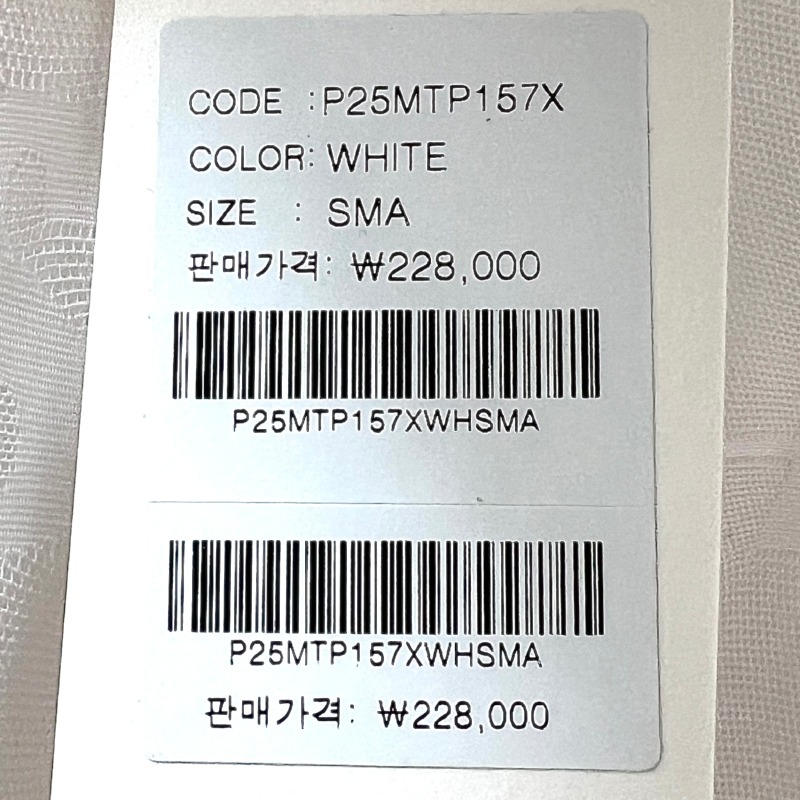 CODE :P25MTP157X
COLOR: WHITE
SIZE : SMA
판매가격: ₩228,000
P25MTP157XWHSMA
P25MTP157XWHSMA
판매가격: ₩228,000